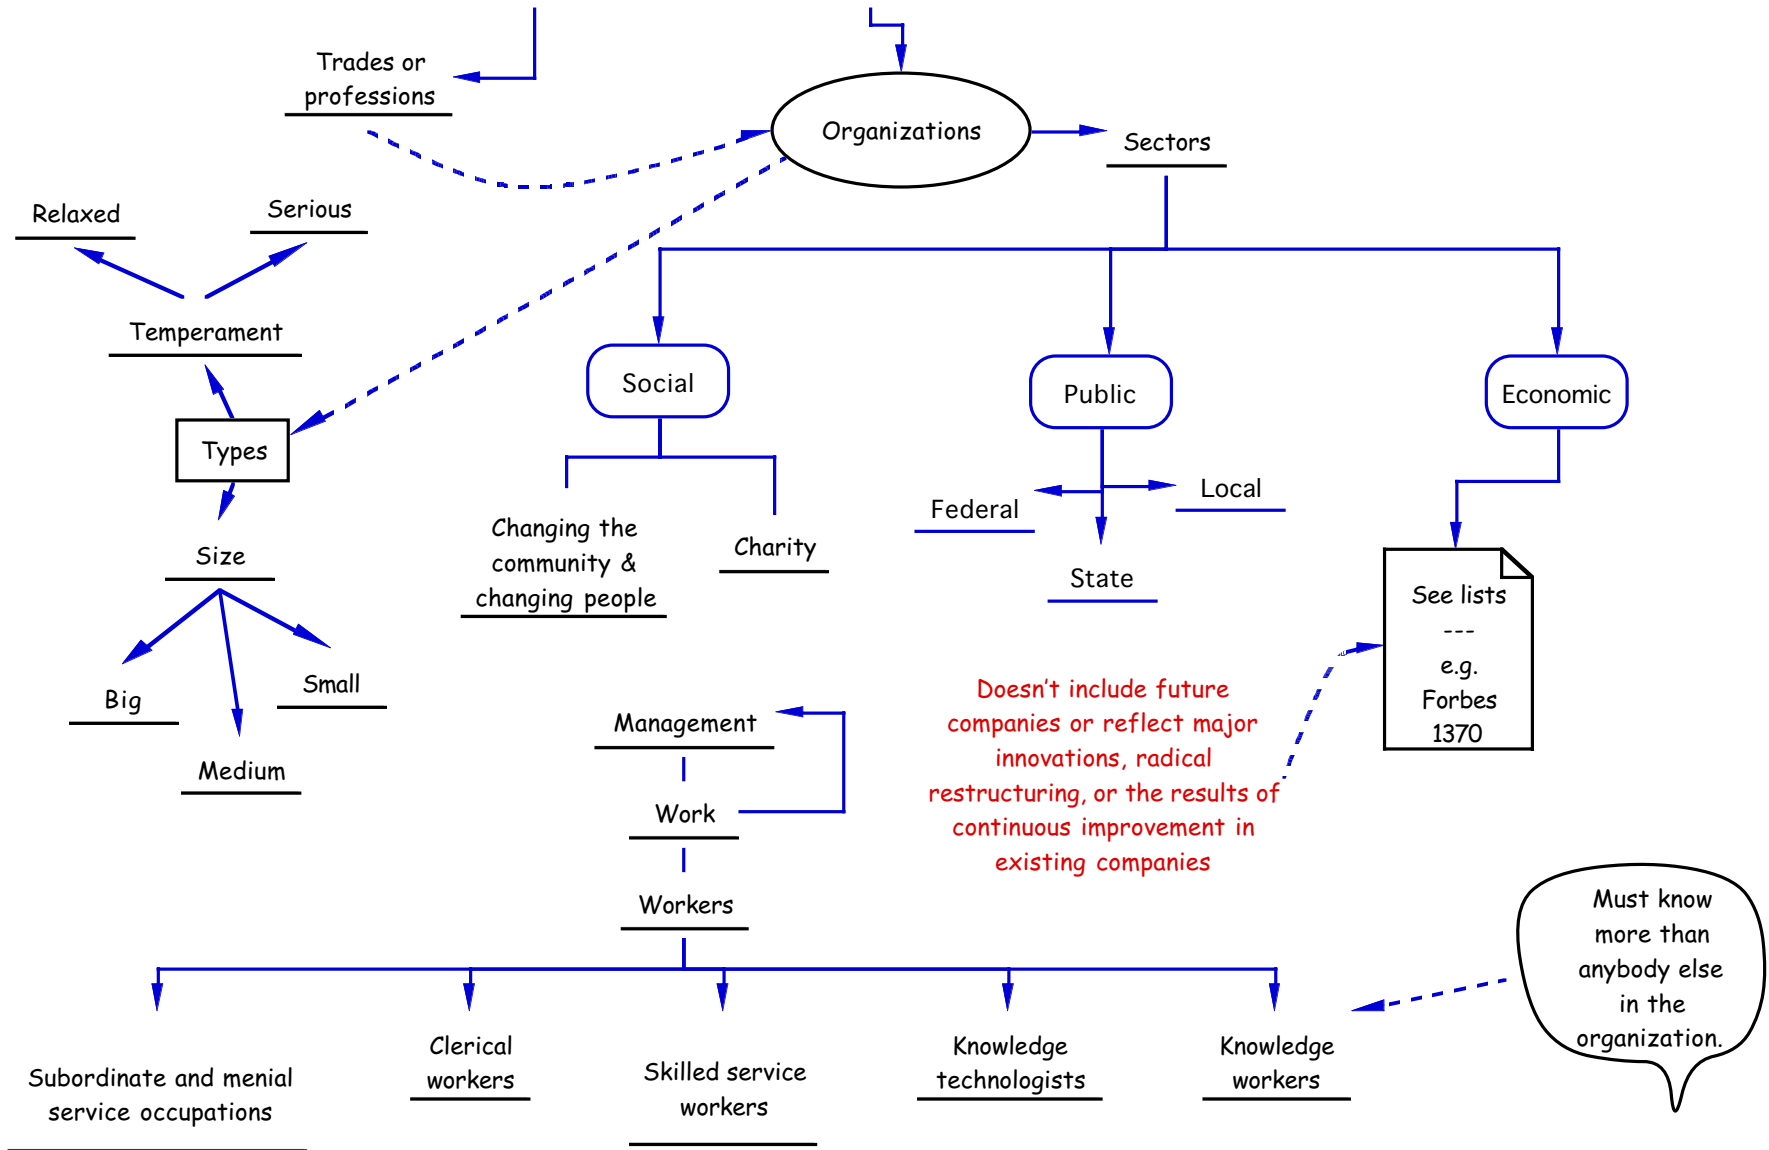 Trades or
professions
Organizations
Sectors
Relaxed
Serious
Temperament
Types
Size
Big
Small
Medium
Social
Public
Economic
Changing the
community &
changing people
Charity
Federal
Local
State
See lists
---
e.g.
Forbes
1370
Doesn't include future
companies or reflect major
innovations, radical
restructuring, or the results of
continuous improvement in
existing companies
Management
Work
Workers
Must know
more than
anybody else
in the
organization.
Subordinate and menial
service occupations
Clerical
workers
Skilled service
workers
Knowledge
technologists
Knowledge
workers